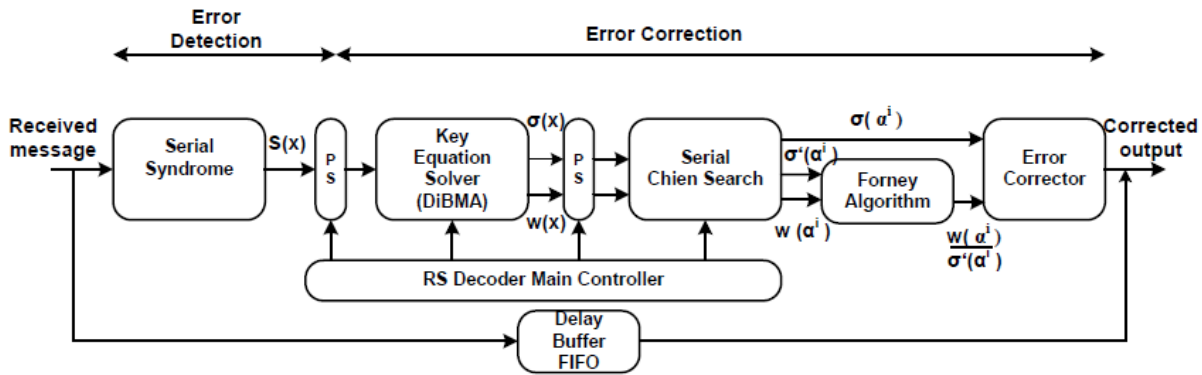 Error
Detection
Error Correction
Received
message
Serial
Syndrome
S(x)
P
S
Key
Equation
Solver
(DiBMA)
σ(x)
w(x)
P
S
Serial
Chien Search
σ( αⁱ)
σ‘(αⁱ)
w (αⁱ)
Forney
Algorithm
w( αⁱ)
σ‘(αⁱ)
Error
Corrector
Corrected
output
RS Decoder Main Controller
Delay
Buffer
FIFO